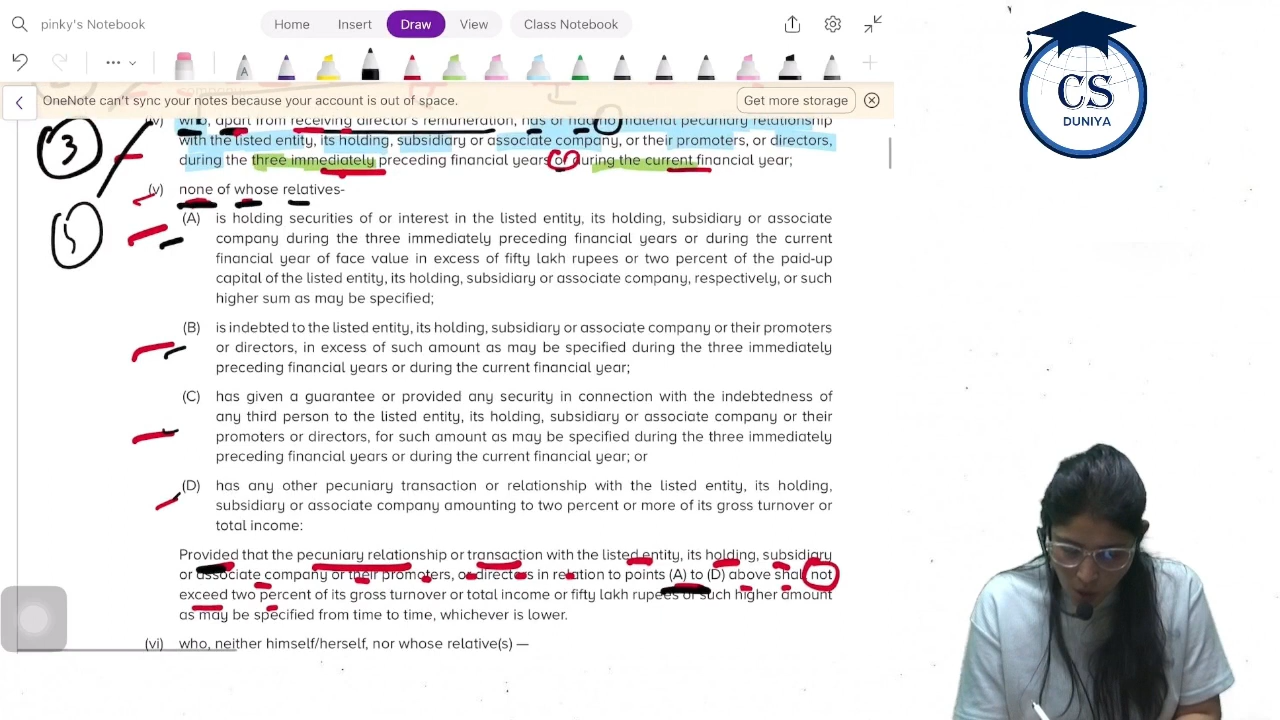 pinky's Notebook
Home Insert Draw View Class Notebook
OneNote can't sync your notes because your account is out of space.
Get more storage
CS
DUNIYA
3
(iv) who, apart from receiving director's remuneration, has or had no material pecuniary relationship
with the listed entity, its holding, subsidiary or associate company, or their promoters, or directors,
during the three immediately preceding financial years or during the current financial year;
(v) none of whose relatives-
(A) is holding securities of or interest in the listed entity, its holding, subsidiary or associate
company during the three immediately preceding financial years or during the current
financial year of face value in excess of fifty lakh rupees or two percent of the paid-up
capital of the listed entity, its holding, subsidiary or associate company, respectively, or such
higher sum as may be specified;
(B) is indebted to the listed entity, its holding, subsidiary or associate company or their promoters
or directors, in excess of such amount as may be specified during the three immediately
preceding financial years or during the current financial year;
(C) has given a guarantee or provided any security in connection with the indebtedness of
any third person to the listed entity, its holding, subsidiary or associate company or their
promoters or directors, for such amount as may be specified during the three immediately
preceding financial years or during the current financial year; or
(D) has any other pecuniary transaction or relationship with the listed entity, its holding,
subsidiary or associate company amounting to two percent or more of its gross turnover or
total income:
Provided that the pecuniary relationship or transaction with the listed entity, its holding, subsidiary
or associate company or their promoters, or directors in relation to points (A) to (D) above shall not
exceed two percent of its gross turnover or total income or fifty lakh rupees or such higher amount
as may be specified from time to time, whichever is lower.
(vi) who, neither himself/herself, nor whose relative(s) —